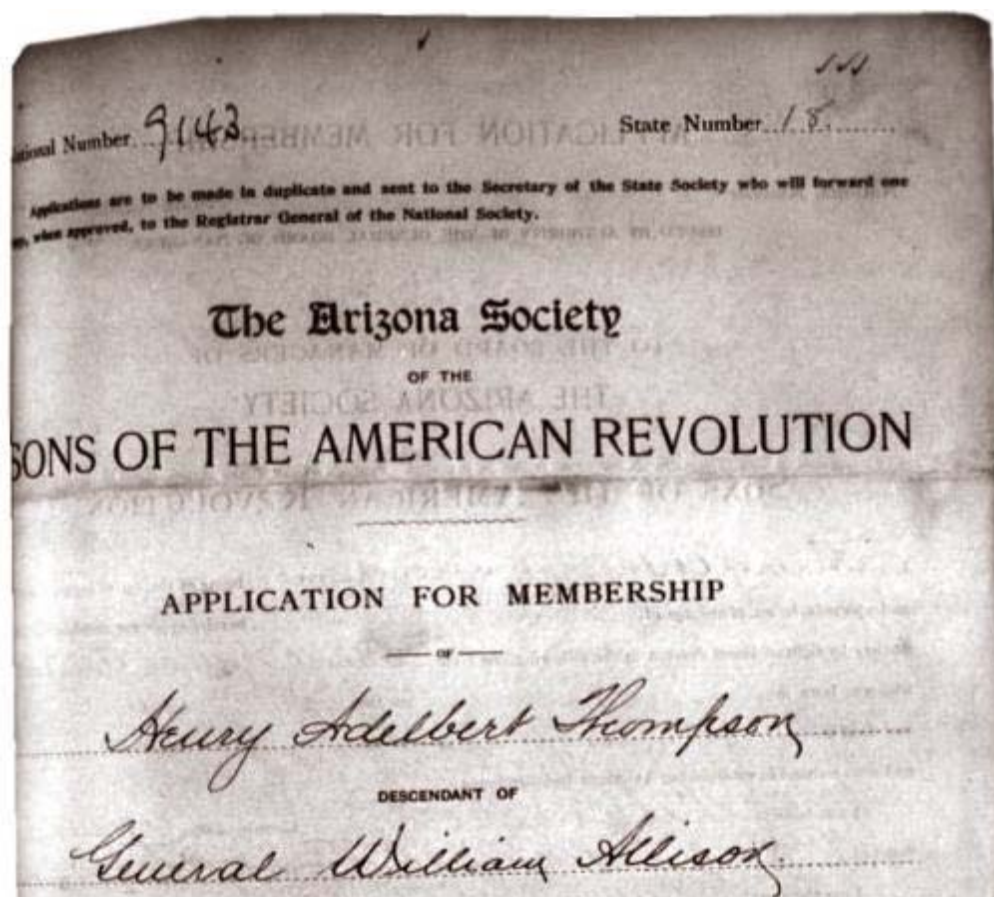 ational Number 9143
State Number 18
Applications are to be made in duplicate and sent to the Secretary of the State Society who will forward one
when approved, to the Registrar General of the National Society.
The Arizona Society
OF THE
SONS OF THE AMERICAN REVOLUTION
APPLICATION FOR MEMBERSHIP
OF
Henry Adelbert Thompson
DESCENDANT OF
General William Allison